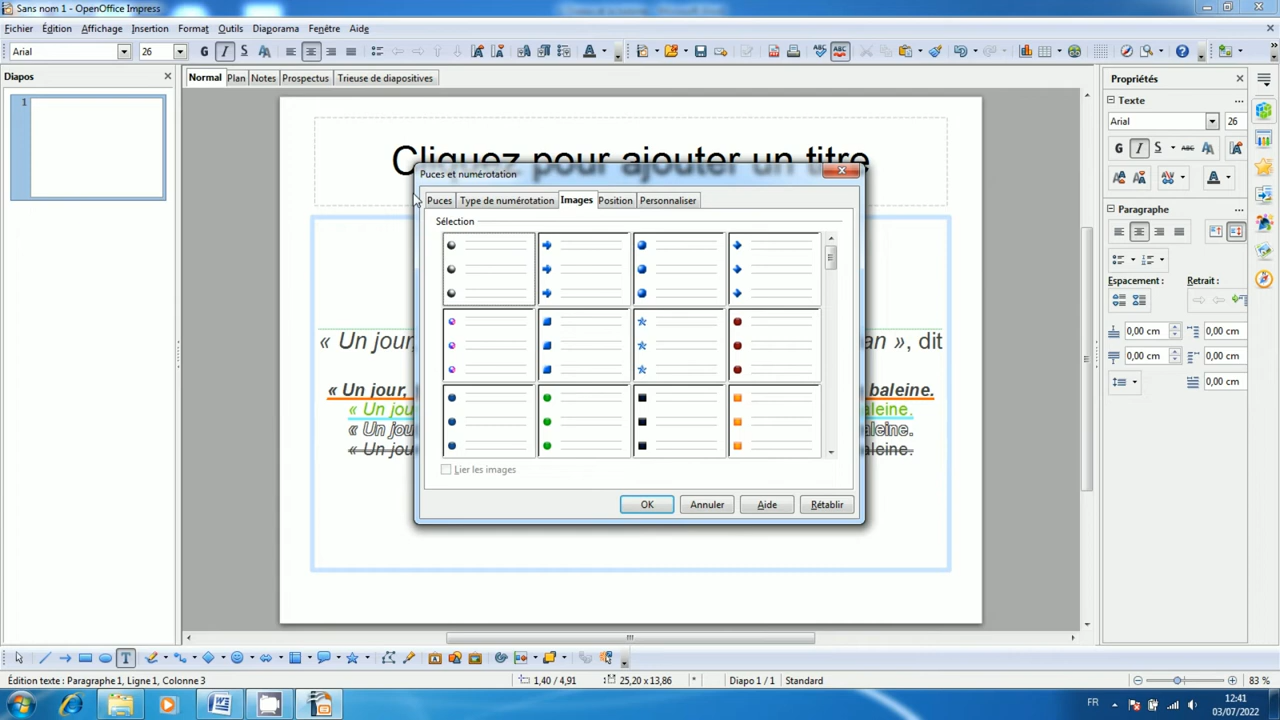 Sans nom 1 - OpenOffice Impress
Fichier Édition Affichage Insertion Format Outils Diaporama Fenêtre Aide
Arial 26
Diapos
Normal Plan Notes Prospectus Trieuse de diapositives
Propriétés
1
Texte
Arial 26
Cliquez pour ajouter un titre
Puces et numérotation
Puces Type de numérotation Images Position Personnaliser
Sélection
Paragraphe
Espacement : Retrait :
0,00 cm 0,00 cm
0,00 cm 0,00 cm
0,00 cm
« Un jour, an », dit
« Un jour, baleine.
« Un jou aleine.
« Un jou aleine.
« Un jou aleine.
Lier les images
OK Annuler Aide Rétablir
Édition texte : Paragraphe 1, Ligne 1, Colonne 3 1,40 / 4,91 25,20 x 13,86 * Diapo 1 / 1 Standard 83 %
FR 12:41
03/07/2022